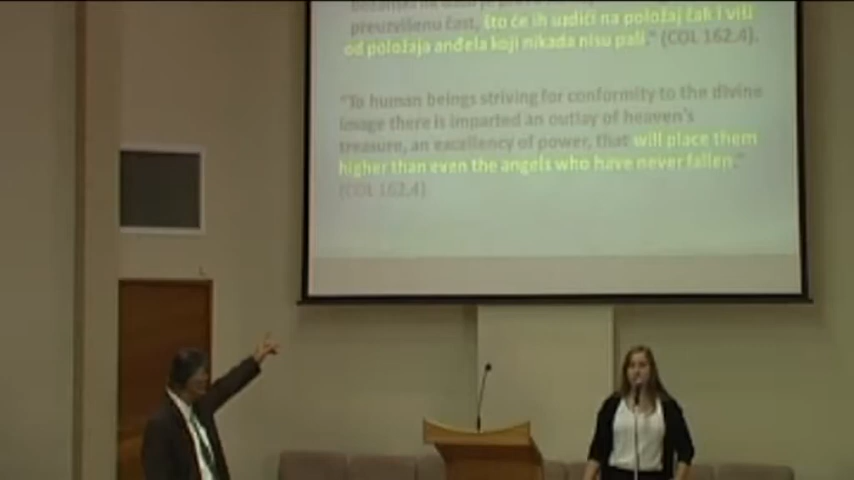 preuzvišenu čast, što će ih uzdići na položaj čak i viši
od položaja anđela koji nikada nisu pali." (COL 162.4).
"To human beings striving for conformity to the divine
image there is imparted an outlay of heaven's
treasure, an excellency of power, that will place them
higher than even the angels who have never fallen."
(COL 162.4)